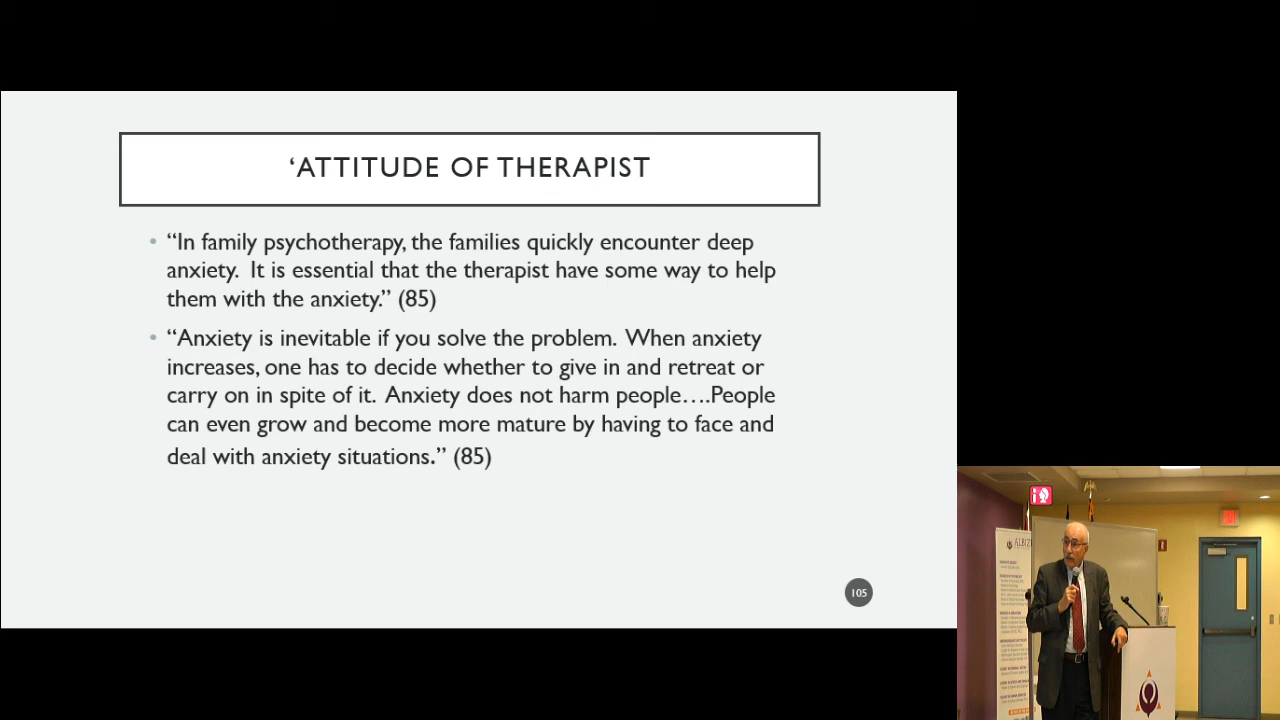 ‘ATTITUDE OF THERAPIST
• “In family psychotherapy, the families quickly encounter deep
anxiety.  It is essential that the therapist have some way to help
them with the anxiety.” (85)
• “Anxiety is inevitable if you solve the problem.  When anxiety
increases, one has to decide whether to give in and retreat or
carry on in spite of it.  Anxiety does not harm people….People
can even grow and become more mature by having to face and
deal with anxiety situations.” (85)
105
ALBIZ